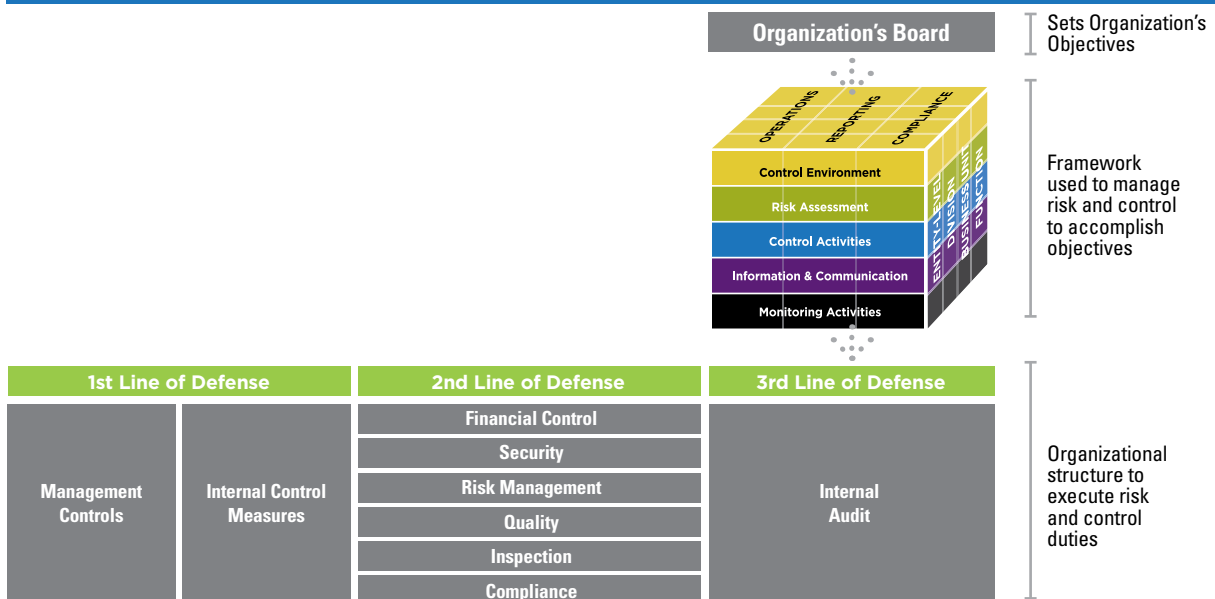 Organization's Board
Sets Organization's
Objectives
OPERATIONS
REPORTING
COMPLIANCE
Control Environment
Risk Assessment
Control Activities
Information & Communication
Monitoring Activities
ENTITY-LEVEL
DIVISION
BUSINESS UNIT
FUNCTION
Framework
used to manage
risk and control
to accomplish
objectives
1st Line of Defense
2nd Line of Defense
3rd Line of Defense
Management
Controls
Internal Control
Measures
Financial Control
Security
Risk Management
Quality
Inspection
Compliance
Internal
Audit
Organizational
structure to
execute risk
and control
duties